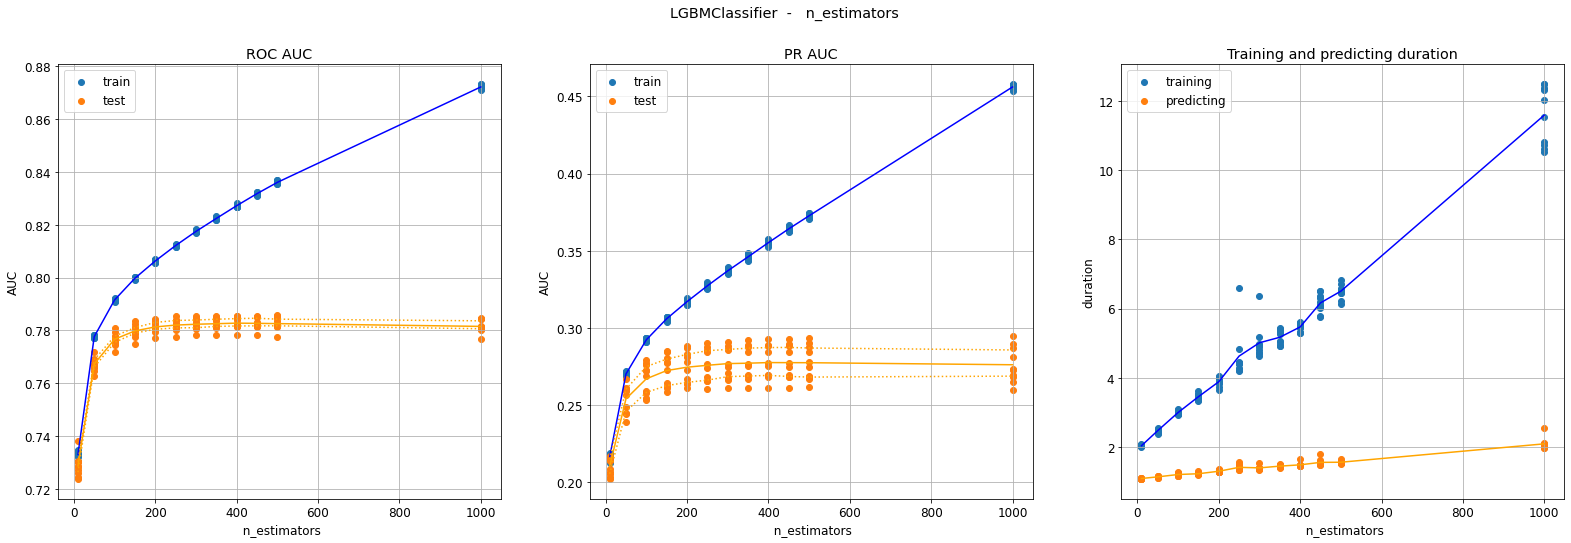 LGBMClassifier - n_estimators
ROC AUC
train
test
AUC
0.88
0.86
0.84
0.82
0.80
0.78
0.76
0.74
0.72
0
200
400
600
800
1000
n_estimators
PR AUC
train
test
AUC
0.45
0.40
0.35
0.30
0.25
0.20
0
200
400
600
800
1000
n_estimators
Training and predicting duration
training
predicting
duration
12
10
8
6
4
2
0
200
400
600
800
1000
n_estimators